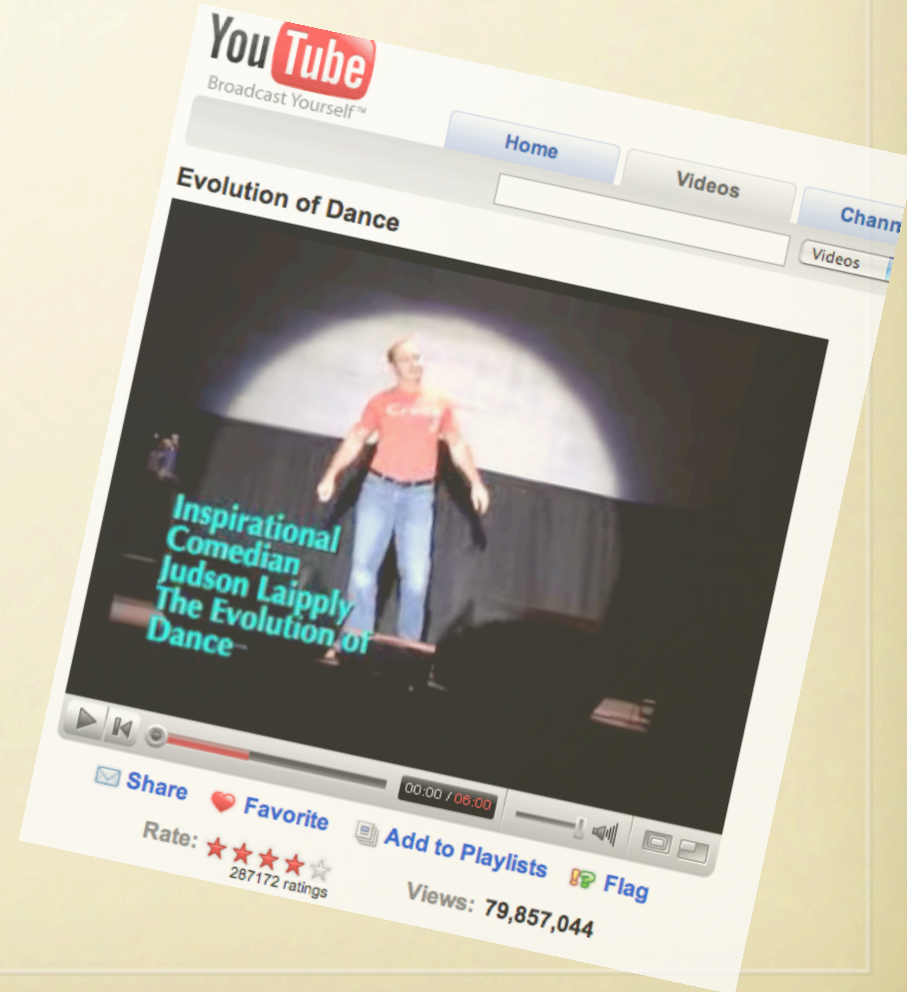 YouTube
Broadcast Yourself™
Home
Videos
Videos
Evolution of Dance
Inspirational
Comedian
Judson Laipply
The Evolution of
Dance
00:00 / 06:00
Share
Favorite
Add to Playlists
Flag
Rate:
287172 ratings
Views: 79,857,044